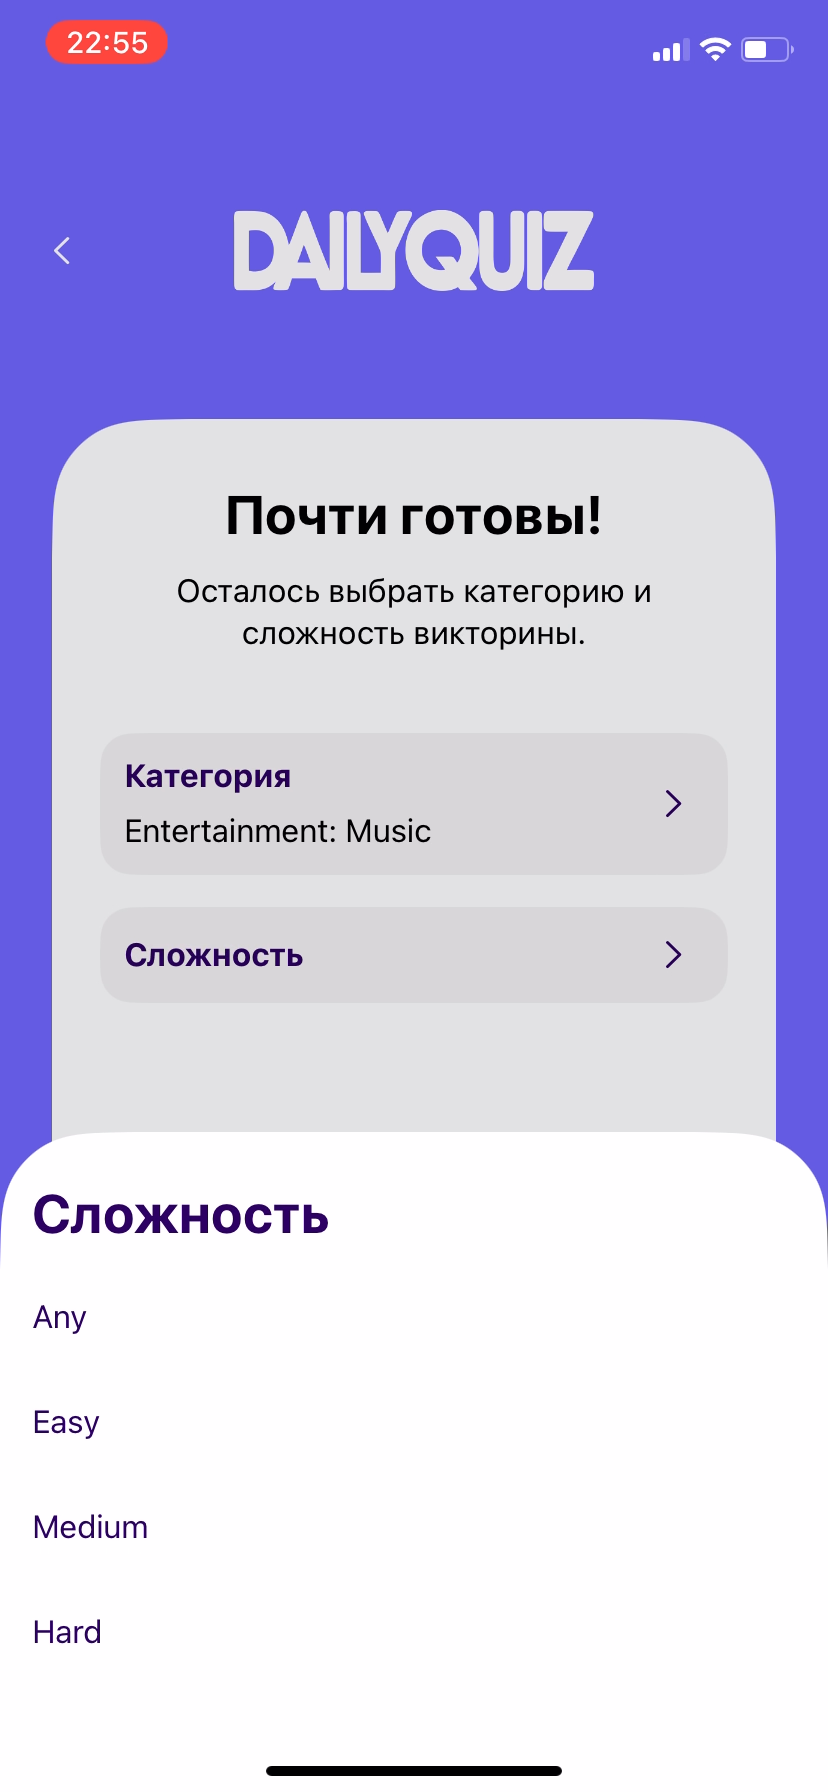 22:55
DAILYQUIZ
Почти готовы!
Осталось выбрать категорию и
сложность викторины.
Категория
Entertainment: Music
Сложность
Сложность
Any
Easy
Medium
Hard